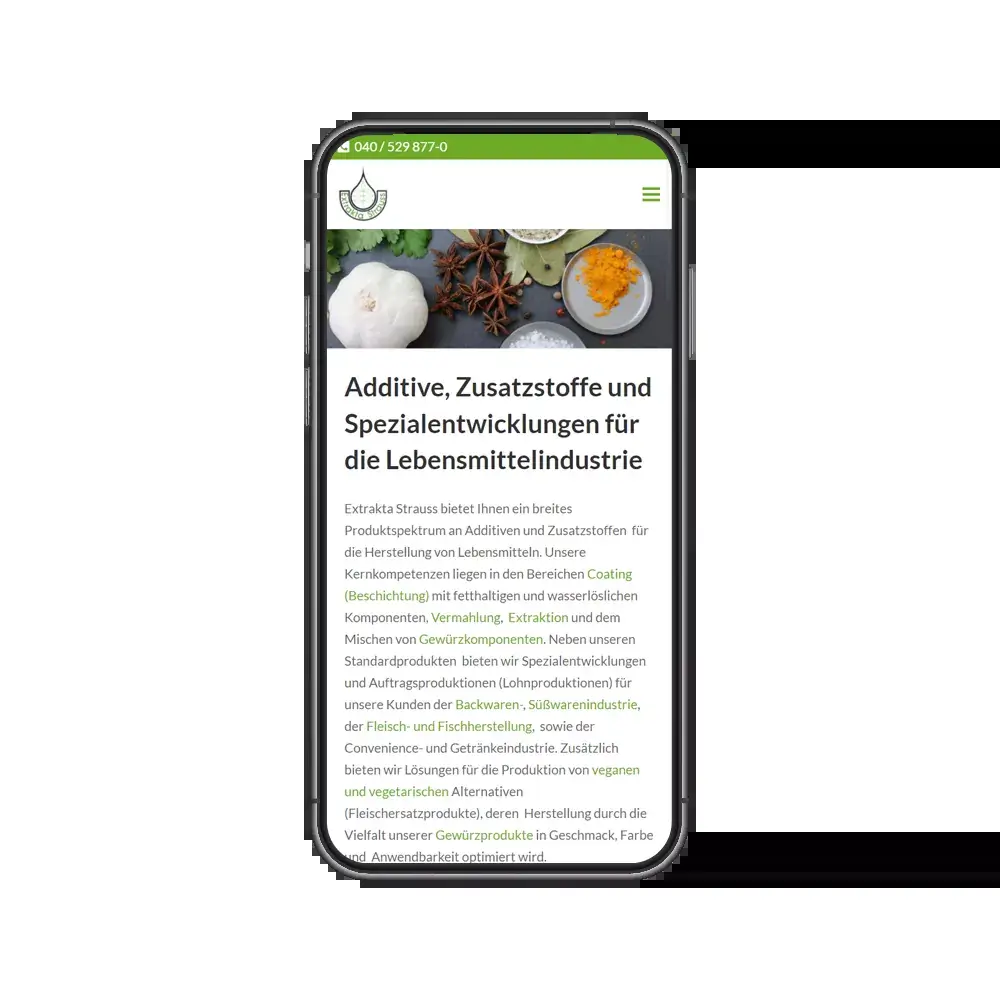 040 / 529 877-0
Extrakta Strauss
Additive, Zusatzstoffe und
Spezialentwicklungen für
die Lebensmittelindustrie
Extrakta Strauss bietet Ihnen ein breites
Produktspektrum an Additiven und Zusatzstoffen für
die Herstellung von Lebensmitteln. Unsere
Kernkompetenzen liegen in den Bereichen Coating
(Beschichtung) mit fetthaltigen und wasserlöslichen
Komponenten, Vermahlung, Extraktion und dem
Mischen von Gewürzkomponenten. Neben unseren
Standardprodukten bieten wir Spezialentwicklungen
und Auftragsproduktionen (Lohnproduktionen) für
unsere Kunden der Backwaren-, Süßwarenindustrie,
der Fleisch- und Fischherstellung, sowie der
Convenience- und Getränkeindustrie. Zusätzlich
bieten wir Lösungen für die Produktion von veganen
und vegetarischen Alternativen
(Fleischersatzprodukte), deren Herstellung durch die
Vielfalt unserer Gewürzprodukte in Geschmack, Farbe
und Anwendbarkeit optimiert wird.